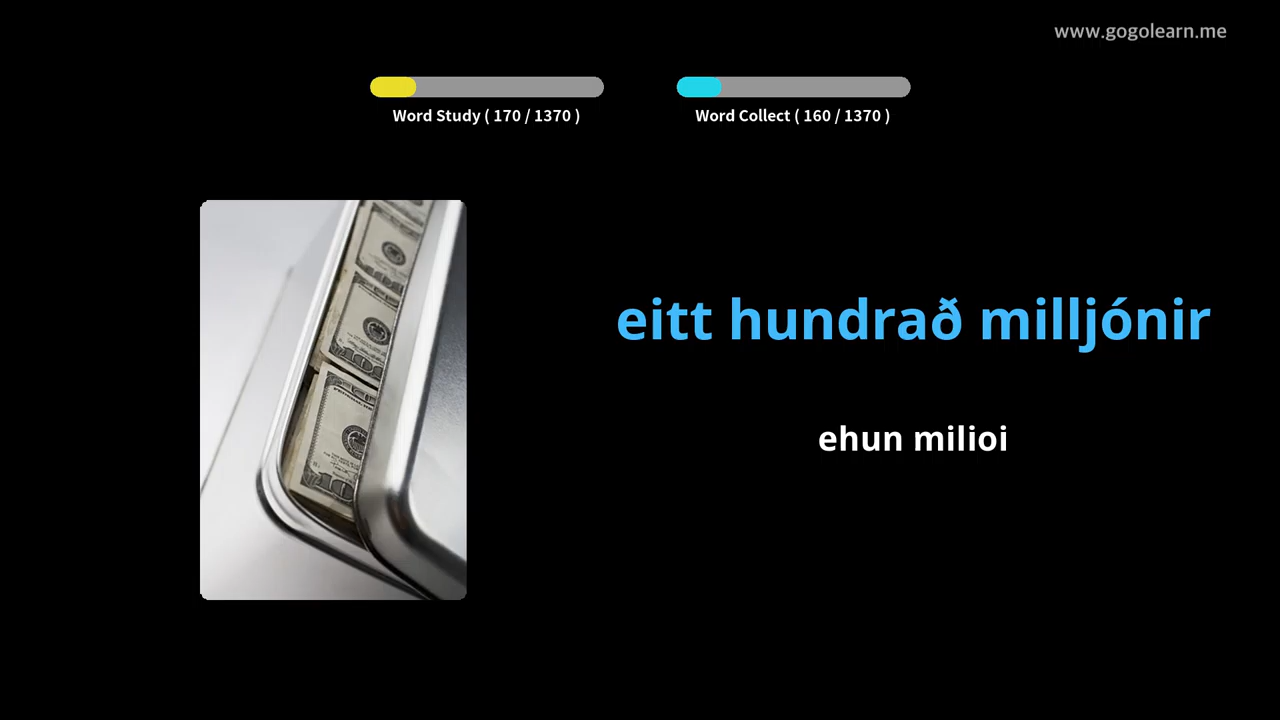 www.gogolearn.me
Word Study ( 170 / 1370 )
Word Collect ( 160 / 1370 )
eitt hundrað milljónir
ehun milioi